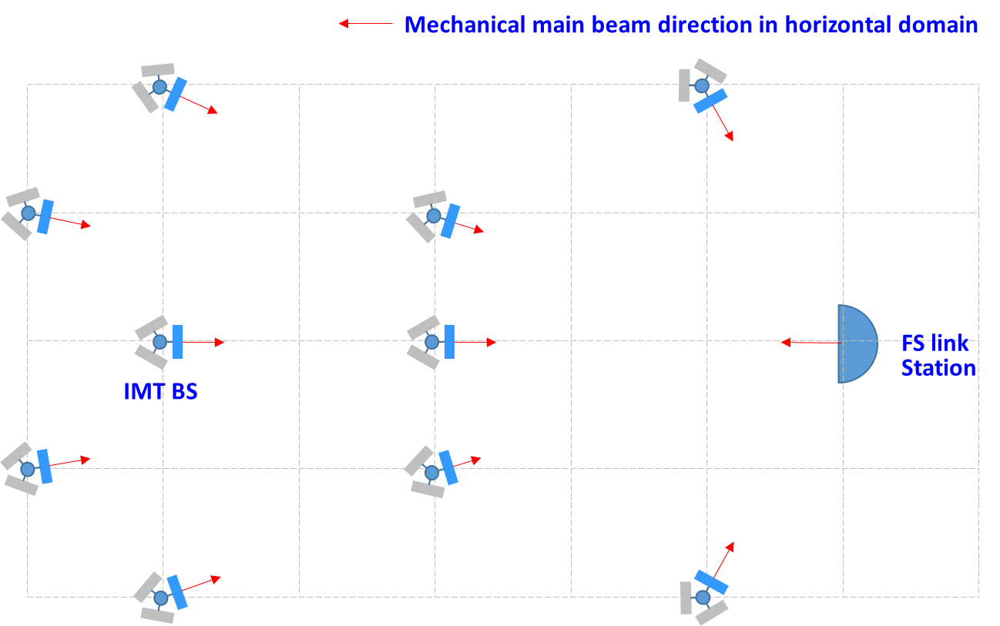 Mechanical main beam direction in horizontal domain
FS link
Station
IMT BS